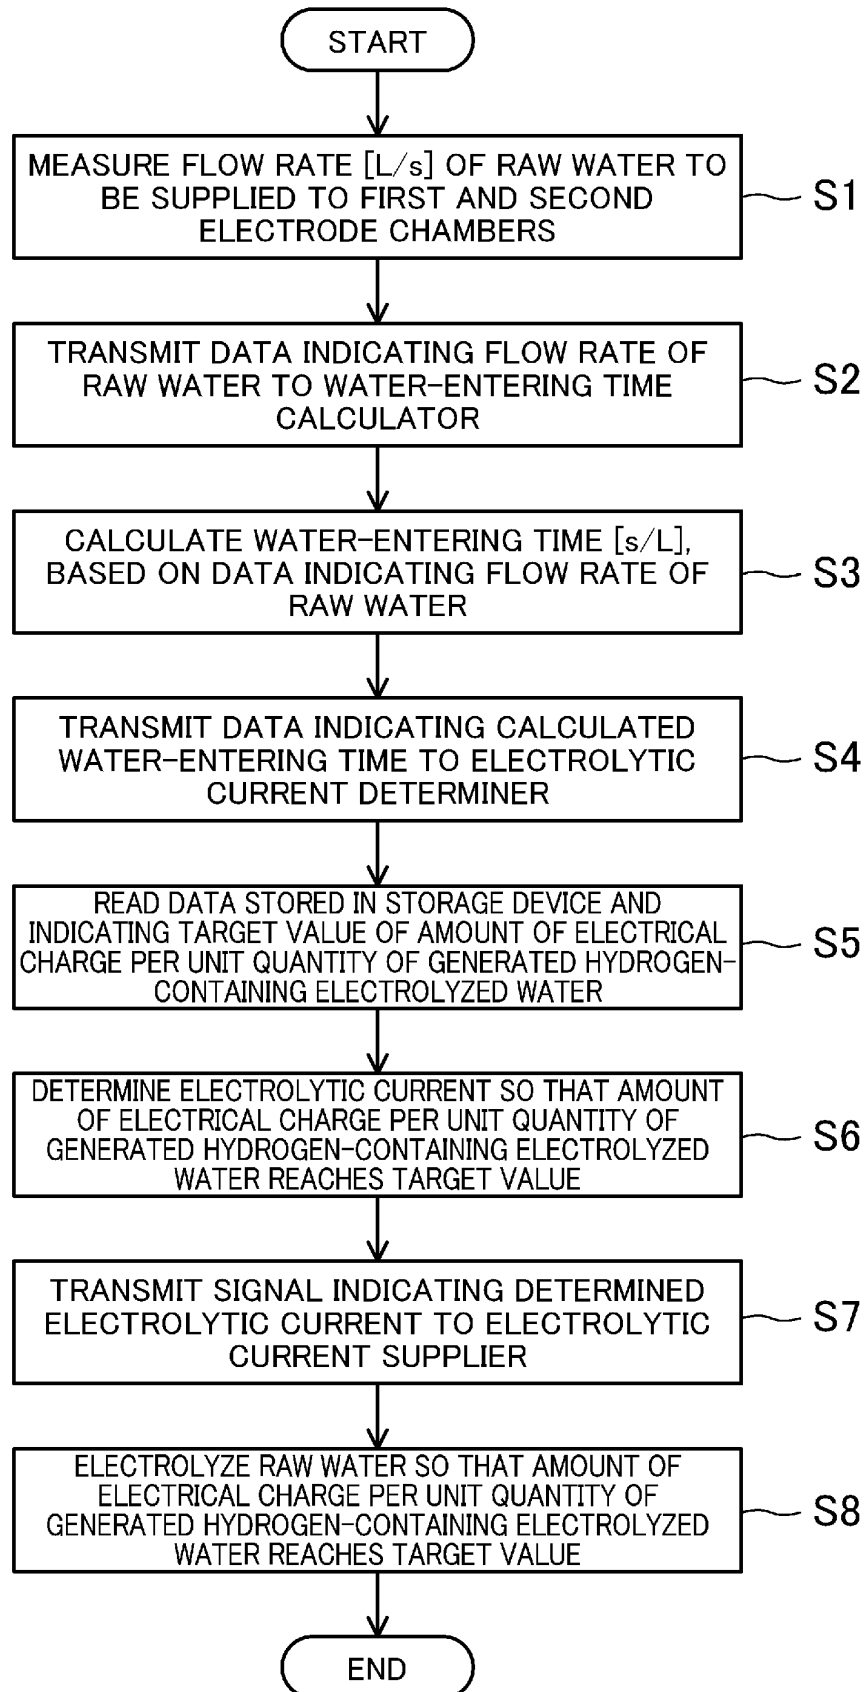 START
MEASURE FLOW RATE [L/s] OF RAW WATER TO
BE SUPPLIED TO FIRST AND SECOND
ELECTRODE CHAMBERS
S1
TRANSMIT DATA INDICATING FLOW RATE OF
RAW WATER TO WATER-ENTERING TIME
CALCULATOR
S2
CALCULATE WATER-ENTERING TIME [s/L],
BASED ON DATA INDICATING FLOW RATE OF
RAW WATER
S3
TRANSMIT DATA INDICATING CALCULATED
WATER-ENTERING TIME TO ELECTROLYTIC
CURRENT DETERMINER
S4
READ DATA STORED IN STORAGE DEVICE AND
INDICATING TARGET VALUE OF AMOUNT OF ELECTRICAL
CHARGE PER UNIT QUANTITY OF GENERATED HYDROGEN-
CONTAINING ELECTROLYZED WATER
S5
DETERMINE ELECTROLYTIC CURRENT SO THAT AMOUNT
OF ELECTRICAL CHARGE PER UNIT QUANTITY OF
GENERATED HYDROGEN-CONTAINING ELECTROLYZED
WATER REACHES TARGET VALUE
S6
TRANSMIT SIGNAL INDICATING DETERMINED
ELECTROLYTIC CURRENT TO ELECTROLYTIC
CURRENT SUPPLIER
S7
ELECTROLYZE RAW WATER SO THAT AMOUNT OF
ELECTRICAL CHARGE PER UNIT QUANTITY OF
GENERATED HYDROGEN-CONTAINING ELECTROLYZED
WATER REACHES TARGET VALUE
S8
END